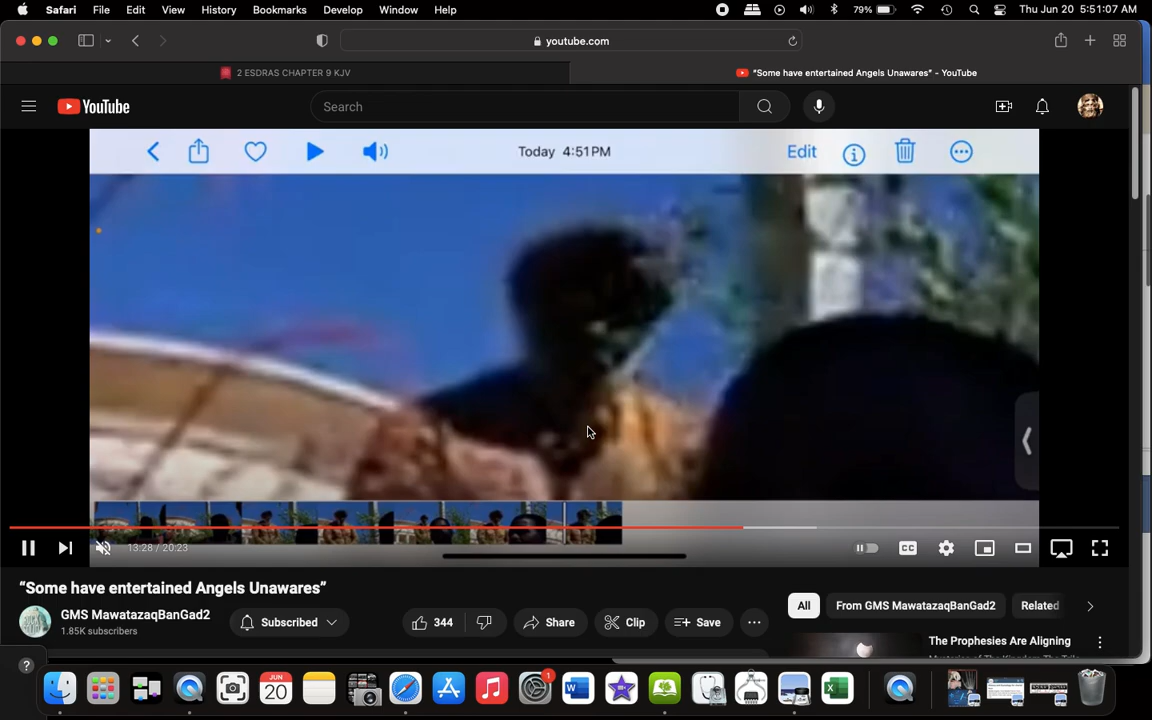 Safari File Edit View History Bookmarks Develop Window Help 79% Thu Jun 20 5:51:07 AM
youtube.com
2 ESDRAS CHAPTER 9 KJV "Some have entertained Angels Unawares" - YouTube
YouTube Search
Today 4:51PM Edit
13:28 / 20:23 CC
"Some have entertained Angels Unawares"
GMS MawatazaqBanGad2
1.85K subscribers
Subscribed 344 Share Clip Save
All From GMS MawatazaqBanGad2 Related
The Prophesies Are Aligning
? JUN 20 1 W X